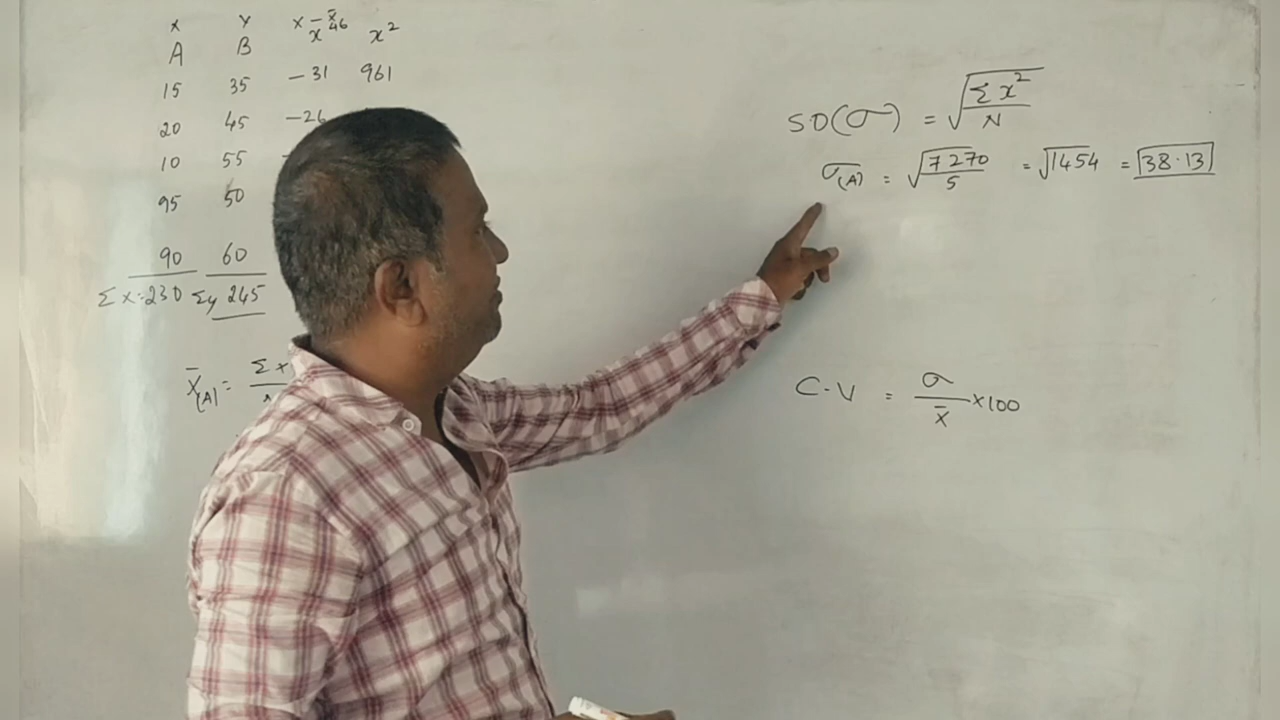 X Y X - X̄ 46
A B x x²
15 35 -31 961
20 45 -26
10 55
95 50
90 60
Σx=230 Σy 245
X̄(A) = Σx
SD(σ) = √Σx²/N
σ(A) = √7270/5 = √1454 = 38.13
C.V = σ/x̄ ×100